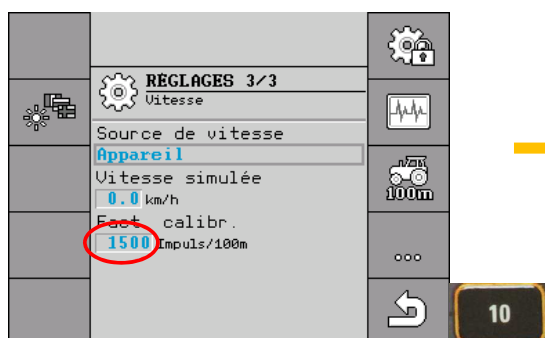 RÉGLAGES 3/3
Vitesse
Source de vitesse
Appareil
Vitesse simulée
0.0 km/h
Fact. calibr.
1500 Impuls/100m
100m
10